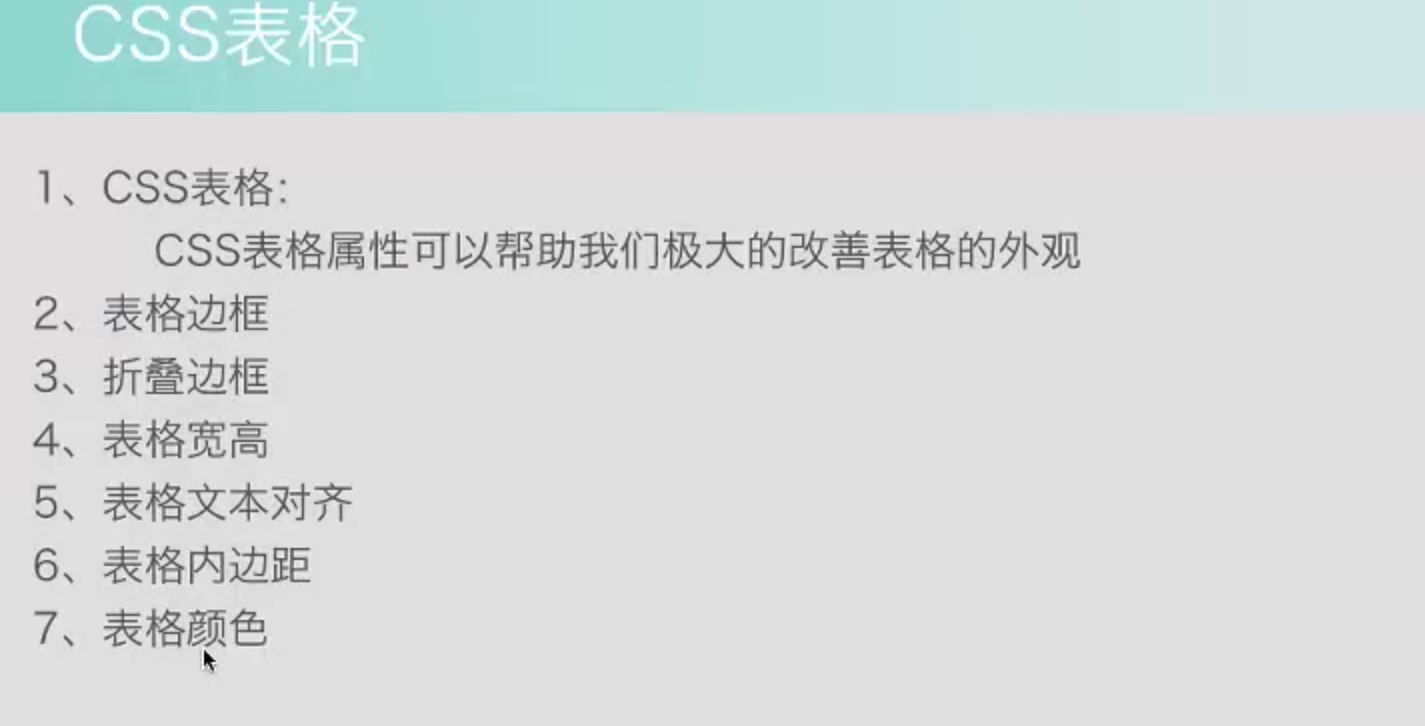 CSS表格
1、CSS表格：
CSS表格属性可以帮助我们极大的改善表格的外观
2、表格边框
3、折叠边框
4、表格宽高
5、表格文本对齐
6、表格内边距
7、表格颜色